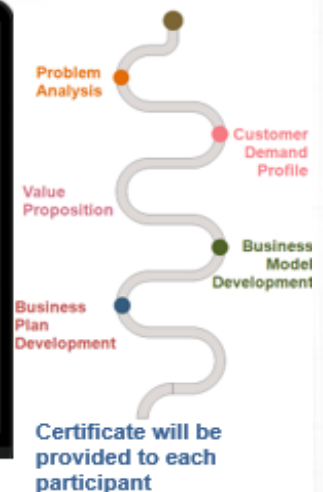 Problem
Analysis
Customer
Demand
Profile
Value
Proposition
Business
Model
Development
Business
Plan
Development
Certificate will be
provided to each
participant